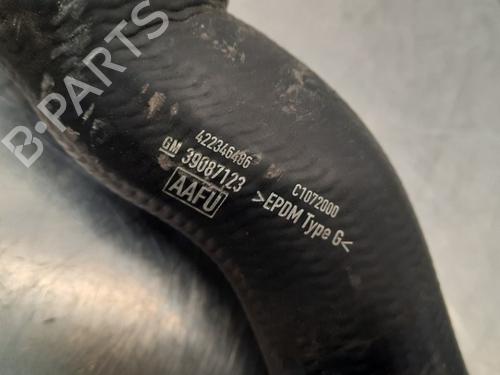 B-PARTS
422346486
GM 39087123
AAFU
C1072000
>EPDM Type G<